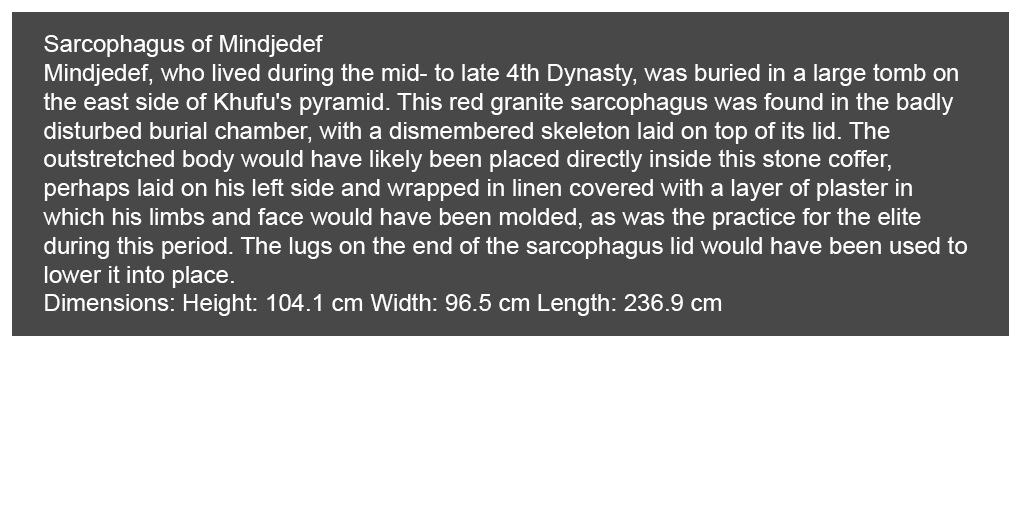 Sarcophagus of Mindjedef
Mindjedef, who lived during the mid- to late 4th Dynasty, was buried in a large tomb on
the east side of Khufu's pyramid. This red granite sarcophagus was found in the badly
disturbed burial chamber, with a dismembered skeleton laid on top of its lid. The
outstretched body would have likely been placed directly inside this stone coffer,
perhaps laid on his left side and wrapped in linen covered with a layer of plaster in
which his limbs and face would have been molded, as was the practice for the elite
during this period. The lugs on the end of the sarcophagus lid would have been used to
lower it into place.
Dimensions: Height: 104.1 cm Width: 96.5 cm Length: 236.9 cm